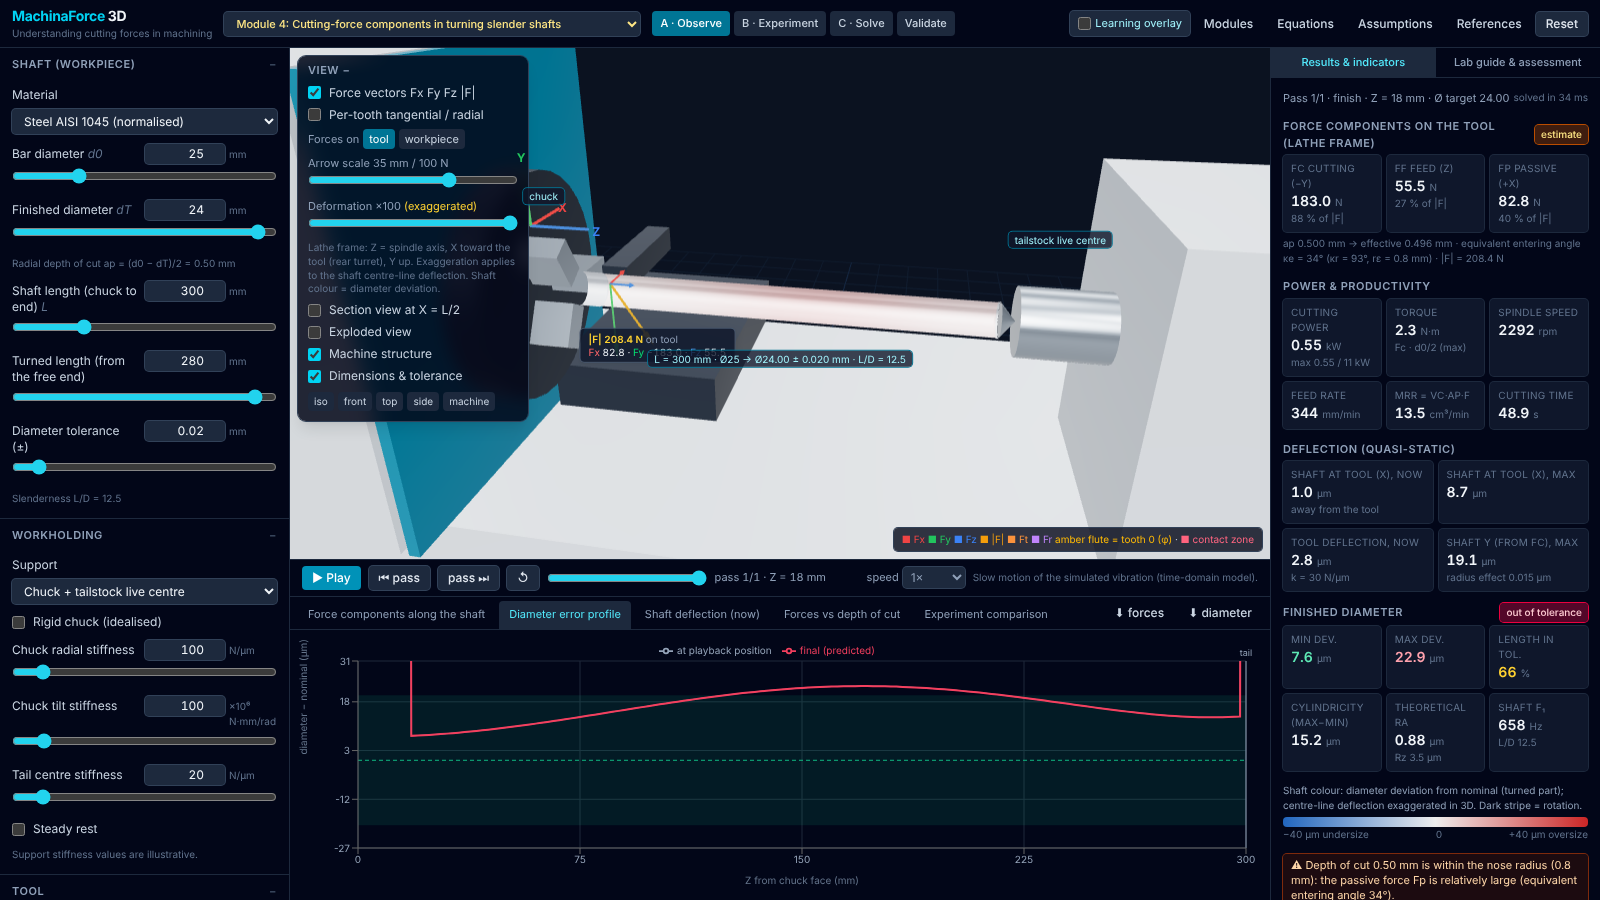 MachinaForce 3D
Understanding cutting forces in machining
Module 4: Cutting-force components in turning slender shafts
A · Observe
B · Experiment
C · Solve
Validate
Learning overlay
Modules
Equations
Assumptions
References
Reset
SHAFT (WORKPIECE)
−
Material
Steel AISI 1045 (normalised)
Bar diameter d0
25
mm
Finished diameter dT
24
mm
Radial depth of cut ap = (d0 − dT)/2 = 0.50 mm
Shaft length (chuck to
end) L
300
mm
Turned length (from
the free end)
280
mm
Diameter tolerance
(±)
0.02
mm
Slenderness L/D = 12.5
WORKHOLDING
−
Support
Chuck + tailstock live centre
Rigid chuck (idealised)
Chuck radial stiffness
100
N/µm
Chuck tilt stiffness
100
×10⁶
N·mm/rad
Tail centre stiffness
20
N/µm
Steady rest
Support stiffness values are illustrative.
TOOL
−
VIEW −
Force vectors Fx Fy Fz |F|
Per-tooth tangential / radial
Forces on
tool
workpiece
Arrow scale 35 mm / 100 N
Deformation ×100 (exaggerated)
Lathe frame: Z = spindle axis, X toward the
tool (rear turret), Y up. Exaggeration applies
to the shaft centre-line deflection. Shaft
colour = diameter deviation.
Section view at X = L/2
Exploded view
Machine structure
Dimensions & tolerance
iso
front
top
side
machine
Y
X
Z
chuck
tailstock live centre
|F| 208.4 N on tool
Fx 82.8 · Fy
L = 300 mm · Ø25 → Ø24.00 ± 0.020 mm · L/D = 12.5
Fx Fy Fz |F| Ft Fr amber flute = tooth 0 (φ) · contact zone
▶ Play
⏮ pass
pass ⏭
↺
pass 1/1 · Z = 18 mm
speed
1×
Slow motion of the simulated vibration (time-domain model).
Force components along the shaft
Diameter error profile
Shaft deflection (now)
Forces vs depth of cut
Experiment comparison
⬇ forces
⬇ diameter
at playback position
final (predicted)
tail
diameter − nominal (µm)
31
18
3
-12
-27
0
75
150
225
300
Z from chuck face (mm)
Results & indicators
Lab guide & assessment
Pass 1/1 · finish · Z = 18 mm · Ø target 24.00
solved in 34 ms
FORCE COMPONENTS ON THE TOOL
(LATHE FRAME)
estimate
FC CUTTING
(−Y)
183.0 N
88 % of |F|
FF FEED (Z)
55.5 N
27 % of |F|
FP PASSIVE
(+X)
82.8 N
40 % of |F|
ap 0.500 mm → effective 0.496 mm · equivalent entering angle
κe = 34° (κr = 93°, rε = 0.8 mm) · |F| = 208.4 N
POWER & PRODUCTIVITY
CUTTING
POWER
0.55 kW
max 0.55 / 11 kW
TORQUE
2.3 N·m
Fc · d0/2 (max)
SPINDLE SPEED
2292 rpm
FEED RATE
344 mm/min
MRR = VC·AP·F
13.5 cm³/min
CUTTING TIME
48.9 s
DEFLECTION (QUASI-STATIC)
SHAFT AT TOOL (X), NOW
1.0 µm
away from the tool
SHAFT AT TOOL (X), MAX
8.7 µm
TOOL DEFLECTION, NOW
2.8 µm
k = 30 N/µm
SHAFT Y (FROM FC), MAX
19.1 µm
radius effect 0.015 µm
FINISHED DIAMETER
out of tolerance
MIN DEV.
7.6 µm
MAX DEV.
22.9 µm
LENGTH IN
TOL.
66 %
CYLINDRICITY
(MAX−MIN)
15.2 µm
THEORETICAL
RA
0.88 µm
Rz 3.5 µm
SHAFT F₁
658 Hz
L/D 12.5
Shaft colour: diameter deviation from nominal (turned part);
centre-line deflection exaggerated in 3D. Dark stripe = rotation.
−40 µm undersize
0
+40 µm oversize
⚠ Depth of cut 0.50 mm is within the nose radius (0.8
mm): the passive force Fp is relatively large (equivalent
entering angle 34°).